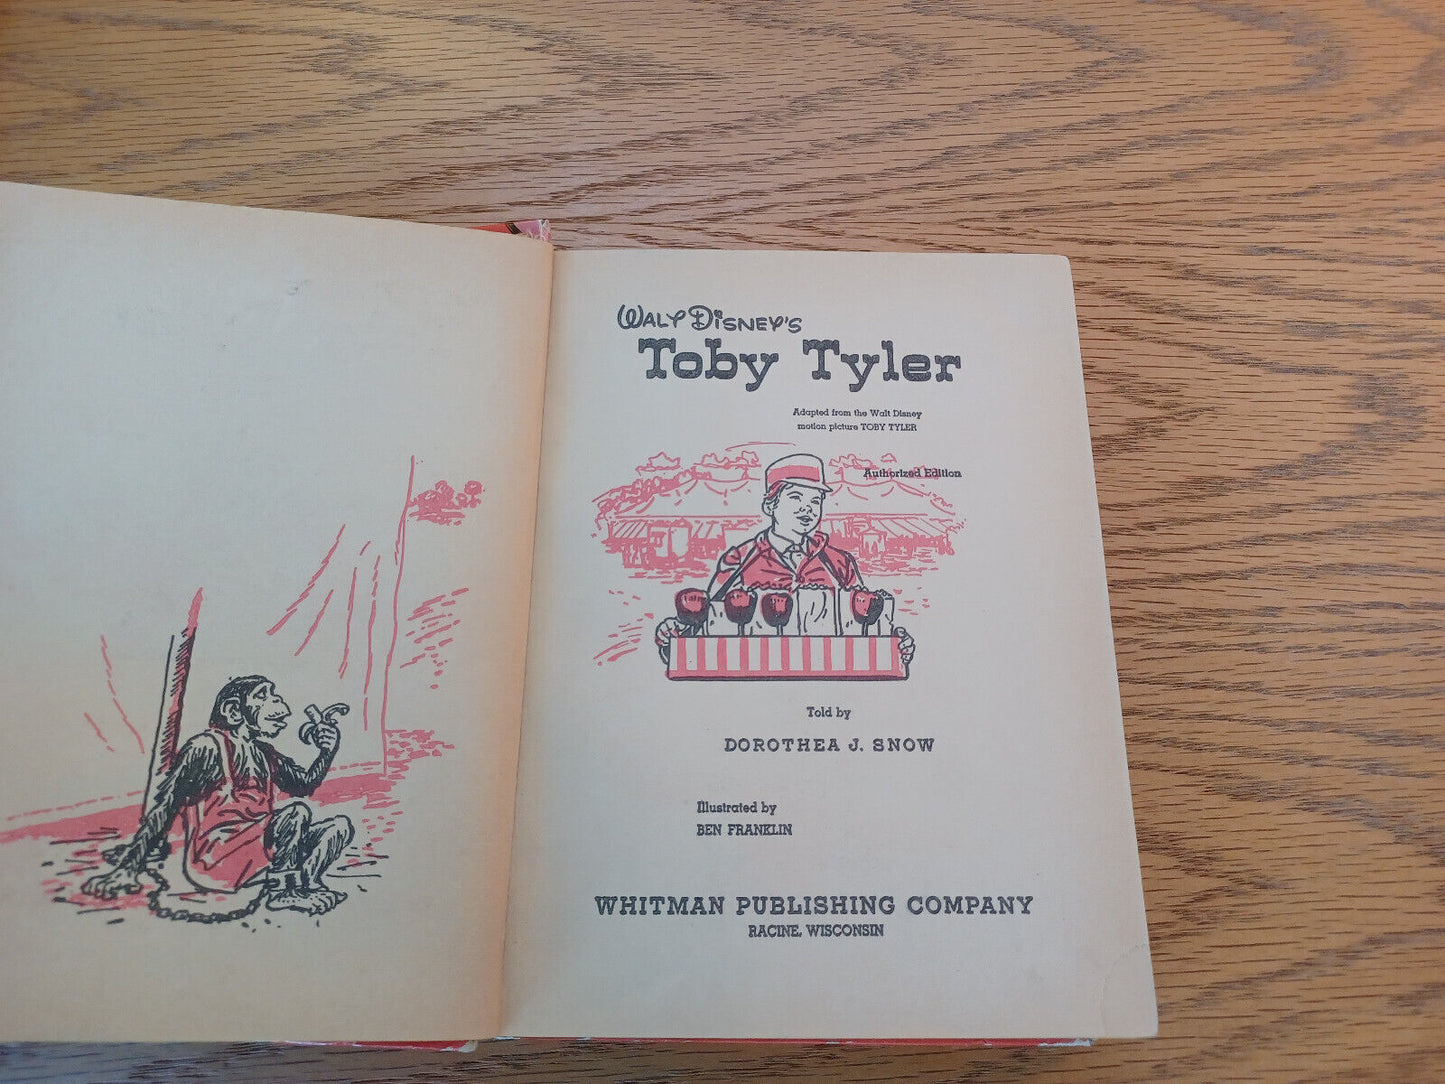 WALT DISNEY'S
Toby Tyler
Adapted from the Walt Disney
motion picture TOBY TYLER
Authorized Edition
Told by
DOROTHEA J. SNOW
Illustrated by
BEN FRANKLIN
WHITMAN PUBLISHING COMPANY
RACINE, WISCONSIN